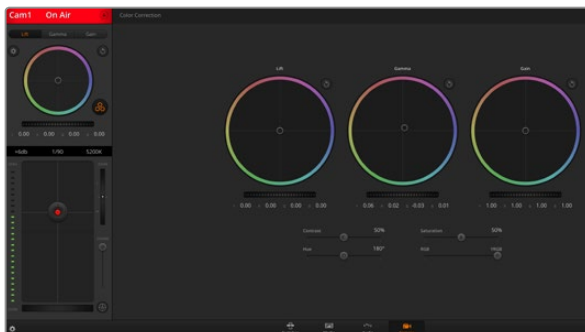 Cam1 On Air
Color Correction
Lift Gamma Gain
Lift Gamma Gain
0.00 0.00 0.00 0.00
+6db 1/90 5200K
0.00 0.00 0.00 0.00
0.06 0.02 -0.03 0.01
1.00 1.00 1.00 1.00
Contrast 50% Saturation 50%
Hue 180°